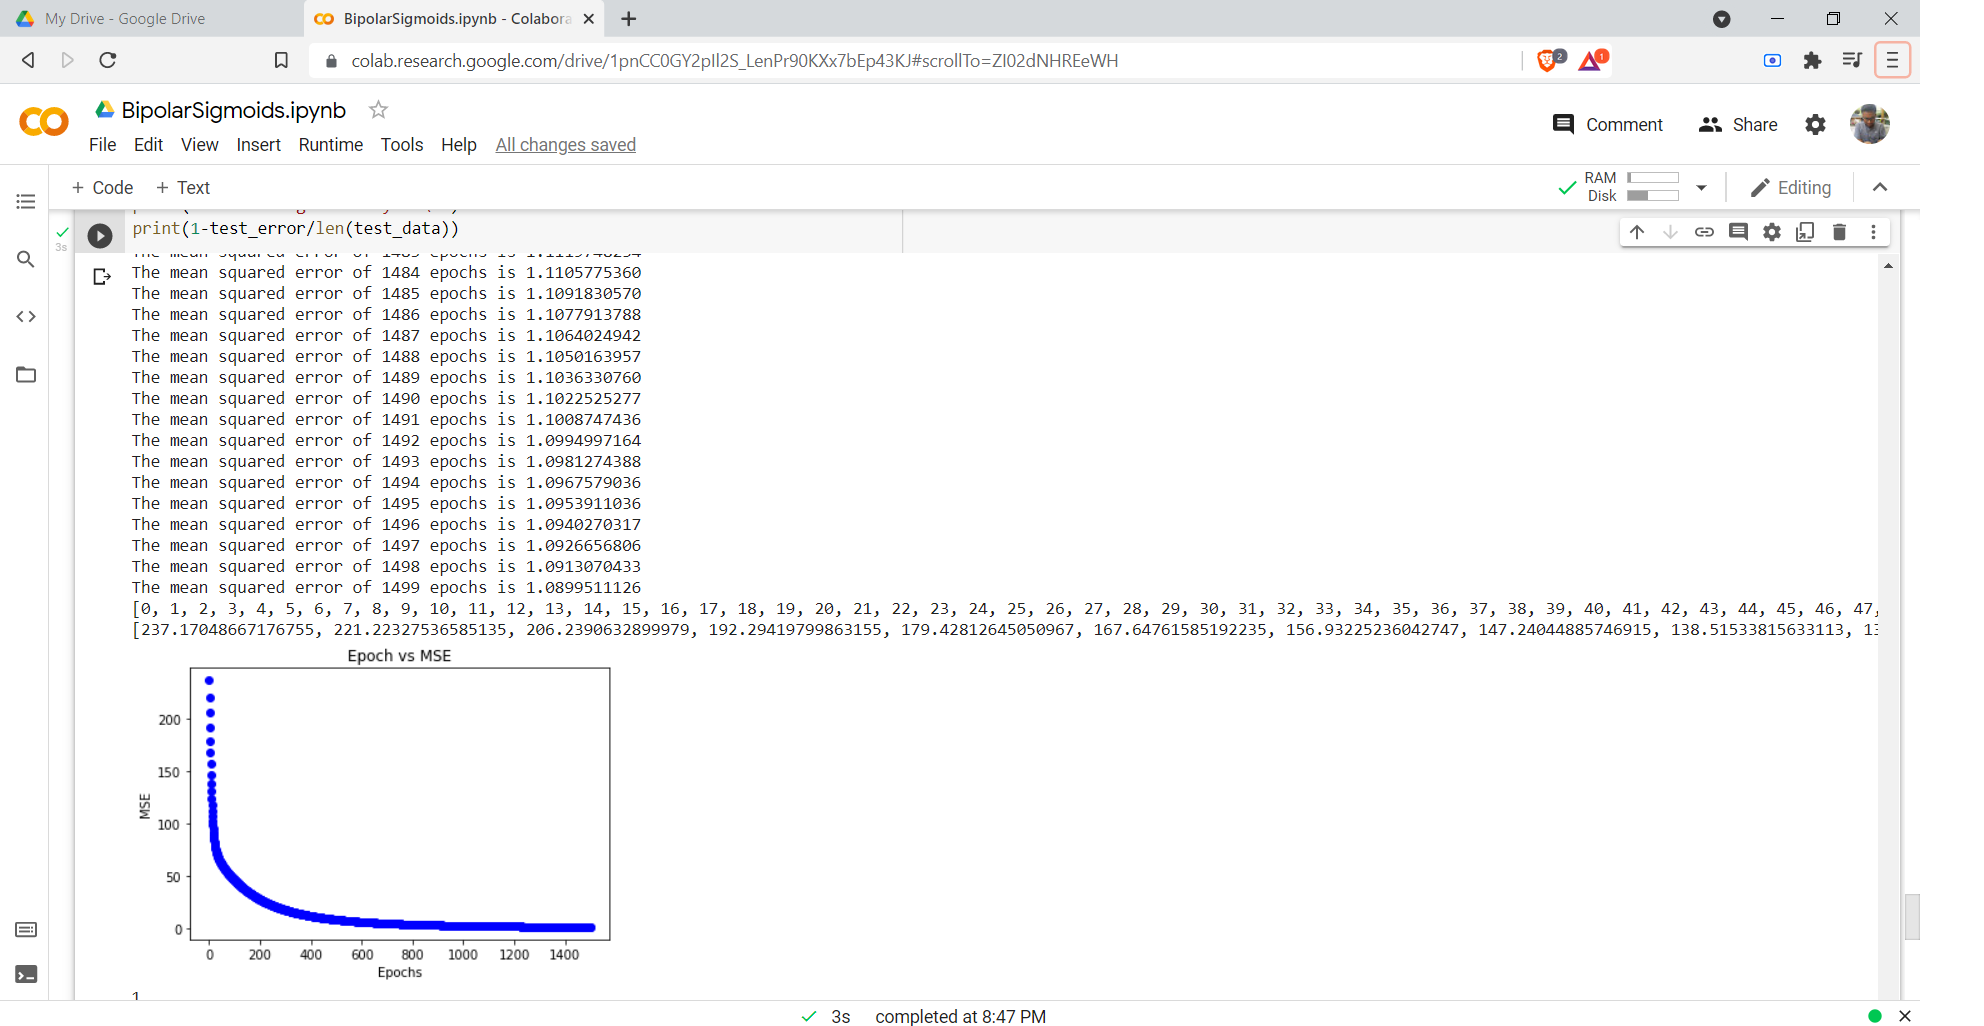 My Drive - Google Drive
BipolarSigmoids.ipynb - Colabora
colab.research.google.com/drive/1pnCC0GY2pIl2S_LenPr90KXx7bEp43KJ#scrollTo=ZI02dNHREeWH
2
1
BipolarSigmoids.ipynb
Comment
Share
File Edit View Insert Runtime Tools Help All changes saved
+ Code + Text
RAM
Disk
Editing
print(1-test_error/len(test_data))
3s
The mean squared error of 1484 epochs is 1.1105775360
The mean squared error of 1485 epochs is 1.1091830570
The mean squared error of 1486 epochs is 1.1077913788
The mean squared error of 1487 epochs is 1.1064024942
The mean squared error of 1488 epochs is 1.1050163957
The mean squared error of 1489 epochs is 1.1036330760
The mean squared error of 1490 epochs is 1.1022525277
The mean squared error of 1491 epochs is 1.1008747436
The mean squared error of 1492 epochs is 1.0994997164
The mean squared error of 1493 epochs is 1.0981274388
The mean squared error of 1494 epochs is 1.0967579036
The mean squared error of 1495 epochs is 1.0953911036
The mean squared error of 1496 epochs is 1.0940270317
The mean squared error of 1497 epochs is 1.0926656806
The mean squared error of 1498 epochs is 1.0913070433
The mean squared error of 1499 epochs is 1.0899511126
[0, 1, 2, 3, 4, 5, 6, 7, 8, 9, 10, 11, 12, 13, 14, 15, 16, 17, 18, 19, 20, 21, 22, 23, 24, 25, 26, 27, 28, 29, 30, 31, 32, 33, 34, 35, 36, 37, 38, 39, 40, 41, 42, 43, 44, 45, 46, 47,
[237.17048667176755, 221.22327536585135, 206.2390632899979, 192.29419799863155, 179.42812645050967, 167.64761585192235, 156.93225236042747, 147.24044885746915, 138.51533815633113, 13
Epoch vs MSE
200
150
MSE
100
50
0
0 200 400 600 800 1000 1200 1400
Epochs
1
3s completed at 8:47 PM